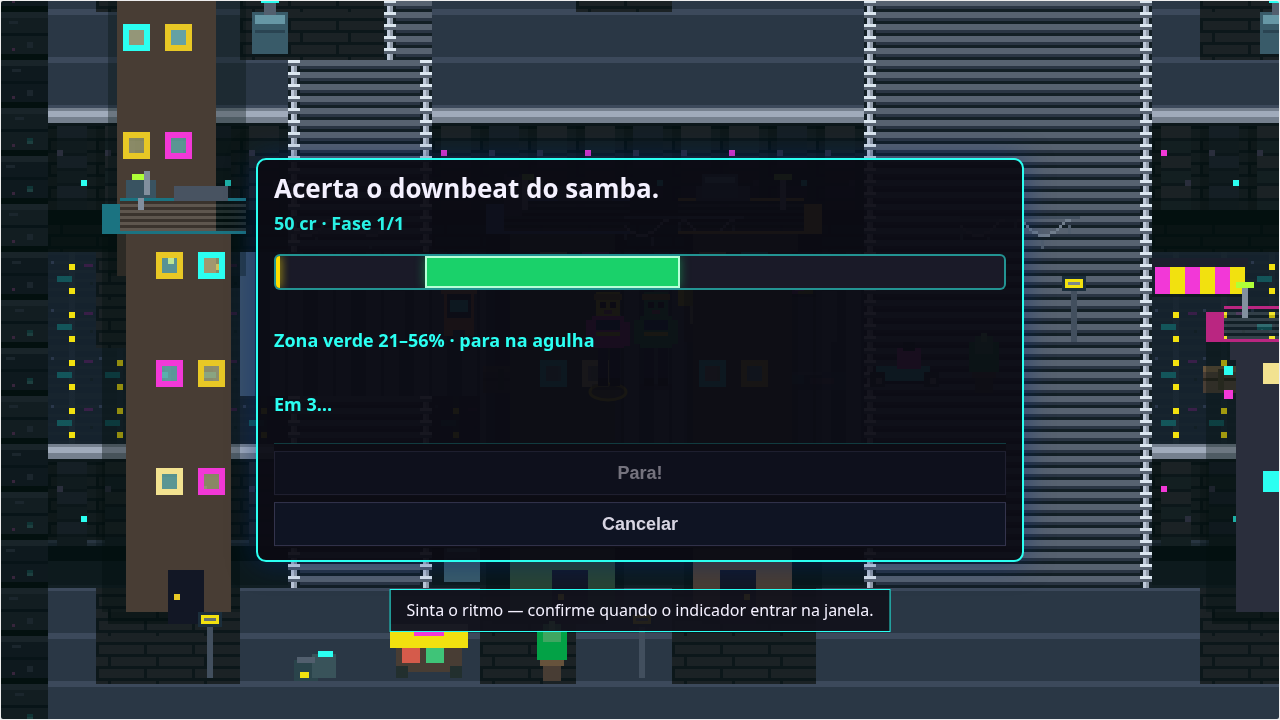 Acerta o downbeat do samba.
50 cr · Fase 1/1
Zona verde 21–56% · para na agulha
Em 3...
Para!
Cancelar
Sinta o ritmo — confirme quando o indicador entrar na janela.